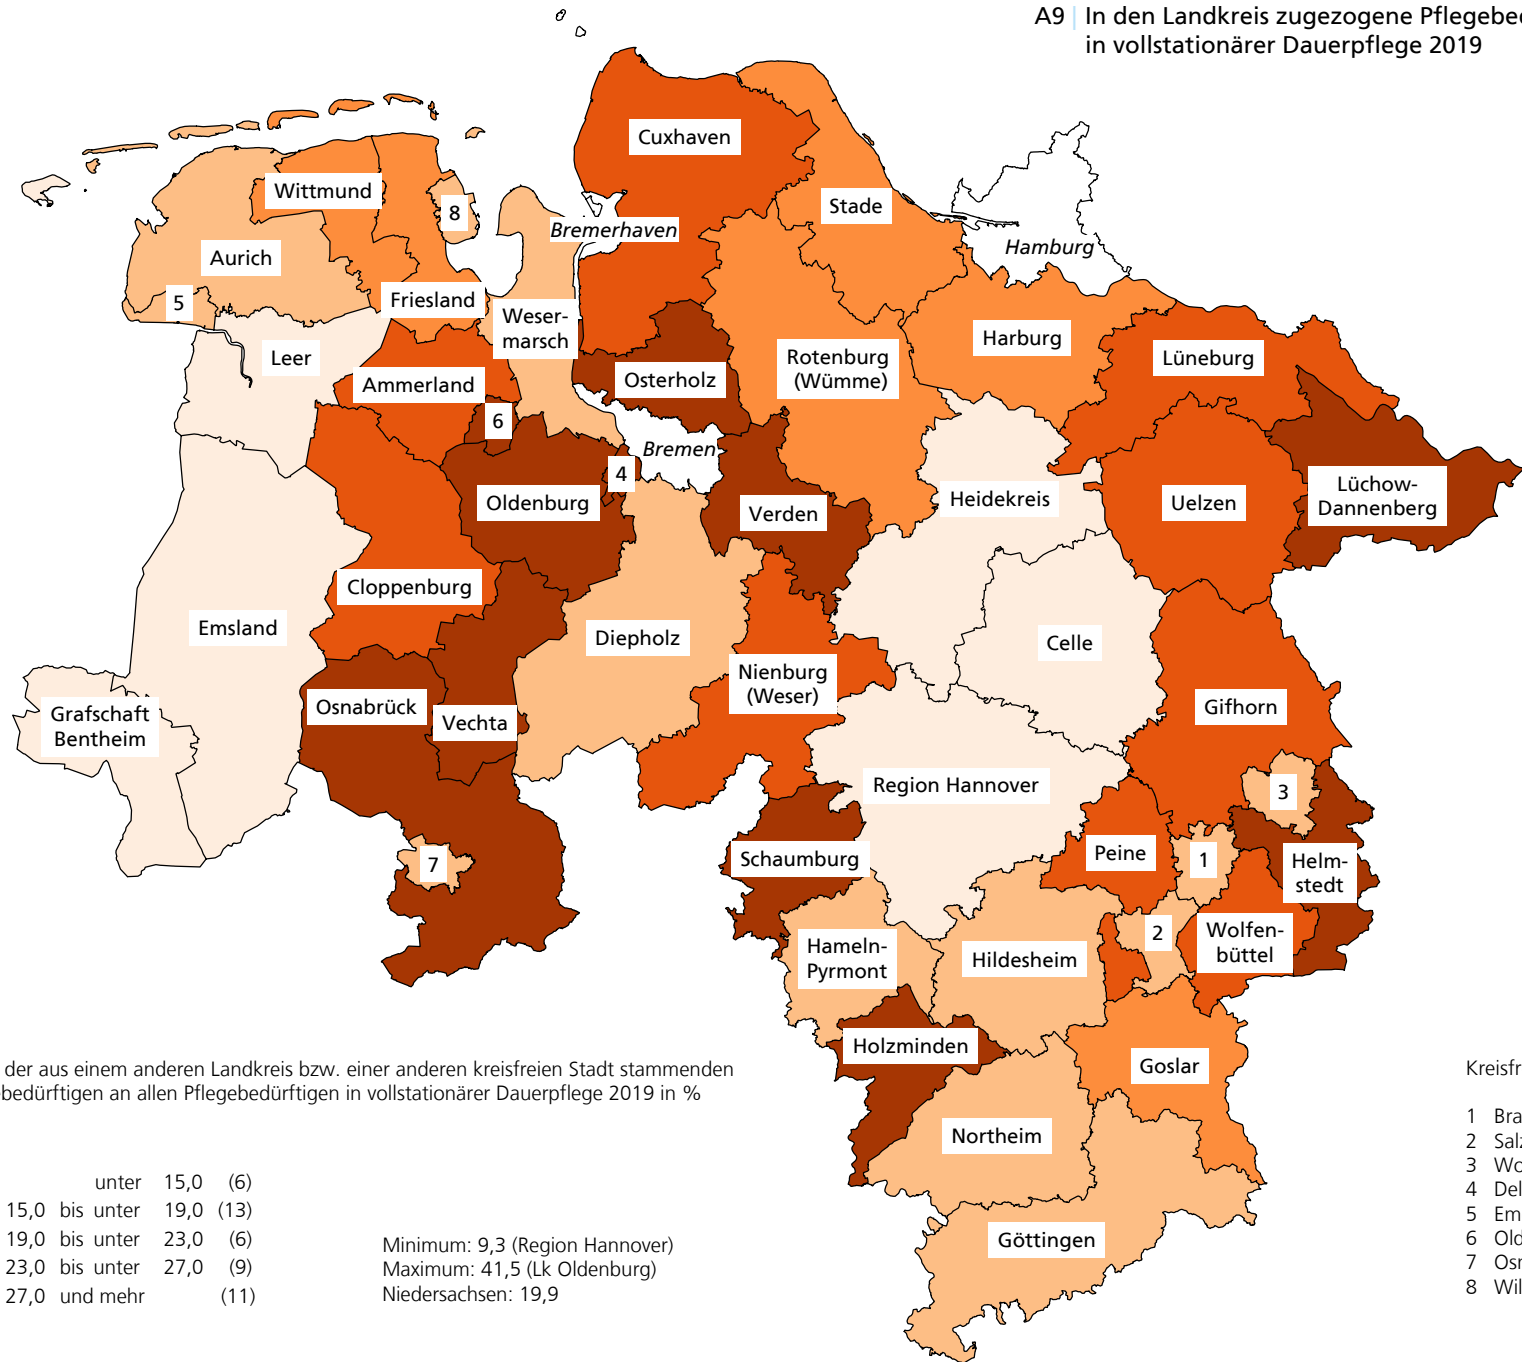 A9 | In den Landkreis zugezogene
in vollstationärer Dauerpflege 2019
Cuxhaven
Wittmund
8
Stade
Bremerhaven
Hamburg
Aurich
5
Friesland
Weser-
marsch
Leer
Harburg
Rotenburg
(Wümme)
Lüneburg
Ammerland
Osterholz
6
Bremen
4
Oldenburg
Verden
Heidekreis
Uelzen
Lüchow-
Dannenberg
Cloppenburg
Emsland
Diepholz
Celle
Nienburg
(Weser)
Osnabrück
Vechta
Grafschaft
Bentheim
Gifhorn
Region Hannover
3
Schaumburg
Peine
1
Helm-
stedt
7
2
Wolfen-
büttel
Hameln-
Pyrmont
Hildesheim
Holzminden
Goslar
Northeim
Göttingen
der aus einem anderen Landkreis bzw. einer anderen kreisfreien Stadt stammenden
an allen Pflegebedürftigen in vollstationärer Dauerpflege 2019 in %
unter 15,0 (6)
15,0 bis unter 19,0 (13)
19,0 bis unter 23,0 (6)
23,0 bis unter 27,0 (9)
27,0 und mehr (11)
Minimum: 9,3 (Region Hannover)
Maximum: 41,5 (Lk Oldenburg)
Niedersachsen: 19,9
1
2
3
4
5
6
7
8